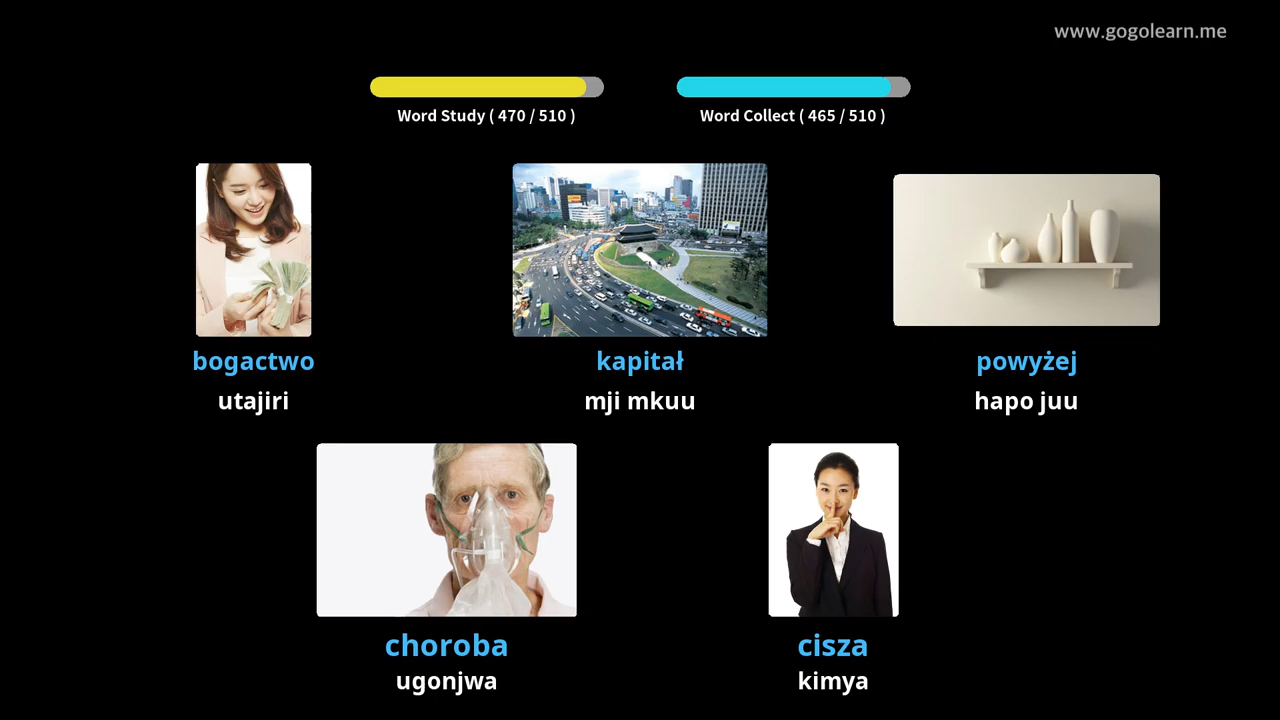 www.gogolearn.me
Word Study ( 470 / 510 )
Word Collect ( 465 / 510 )
bogactwo
utajiri
kapitał
mji mkuu
powyżej
hapo juu
choroba
ugonjwa
cisza
kimya